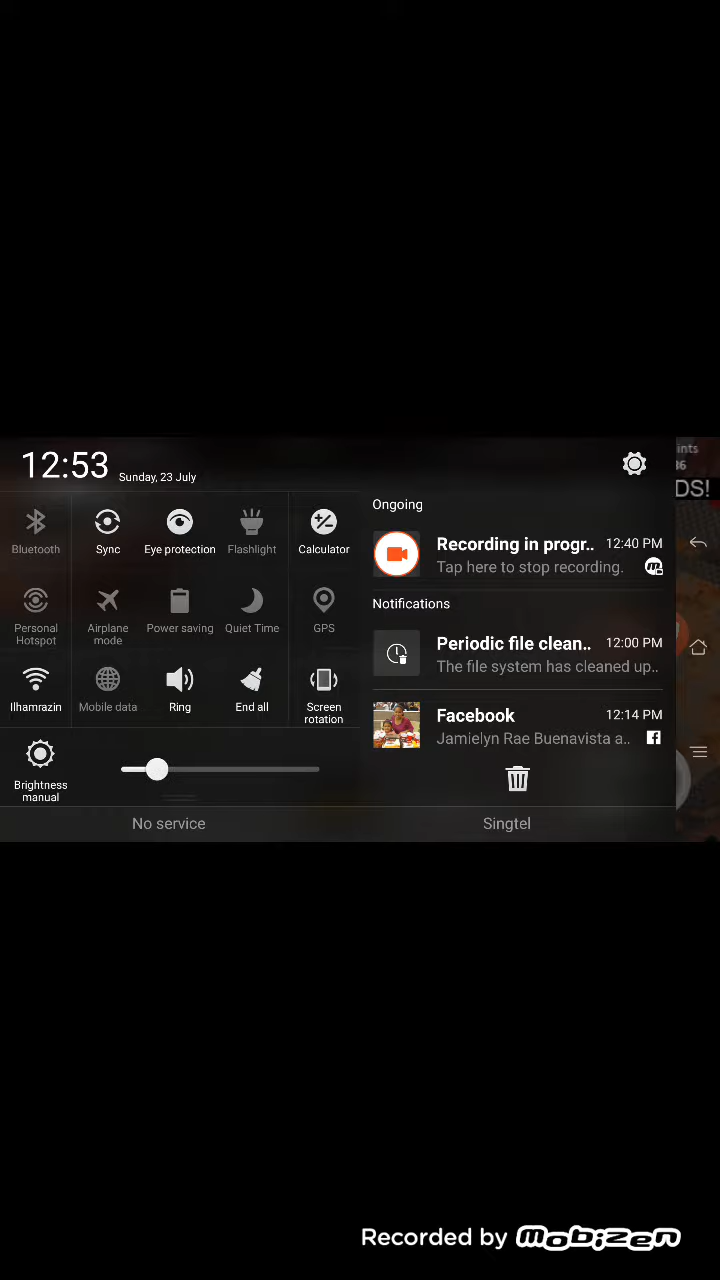 12:53 Sunday, 23 July
ints
36
DS!
Bluetooth Sync Eye protection Flashlight Calculator
Personal Hotspot Airplane mode Power saving Quiet Time GPS
Ilhamrazin Mobile data Ring End all Screen rotation
Brightness manual
No service
Ongoing
Recording in progr.. 12:40 PM
Tap here to stop recording.
Notifications
Periodic file clean.. 12:00 PM
The file system has cleaned up..
Facebook 12:14 PM
Jamielyn Rae Buenavista a..
Singtel
Recorded by mobizen